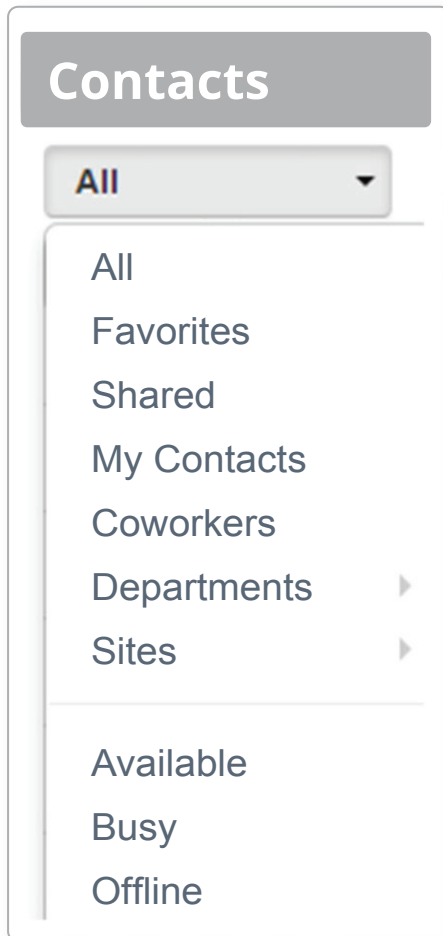 Contacts
All
All
Favorites
Shared
My Contacts
Coworkers
Departments
Sites
Available
Busy
Offline